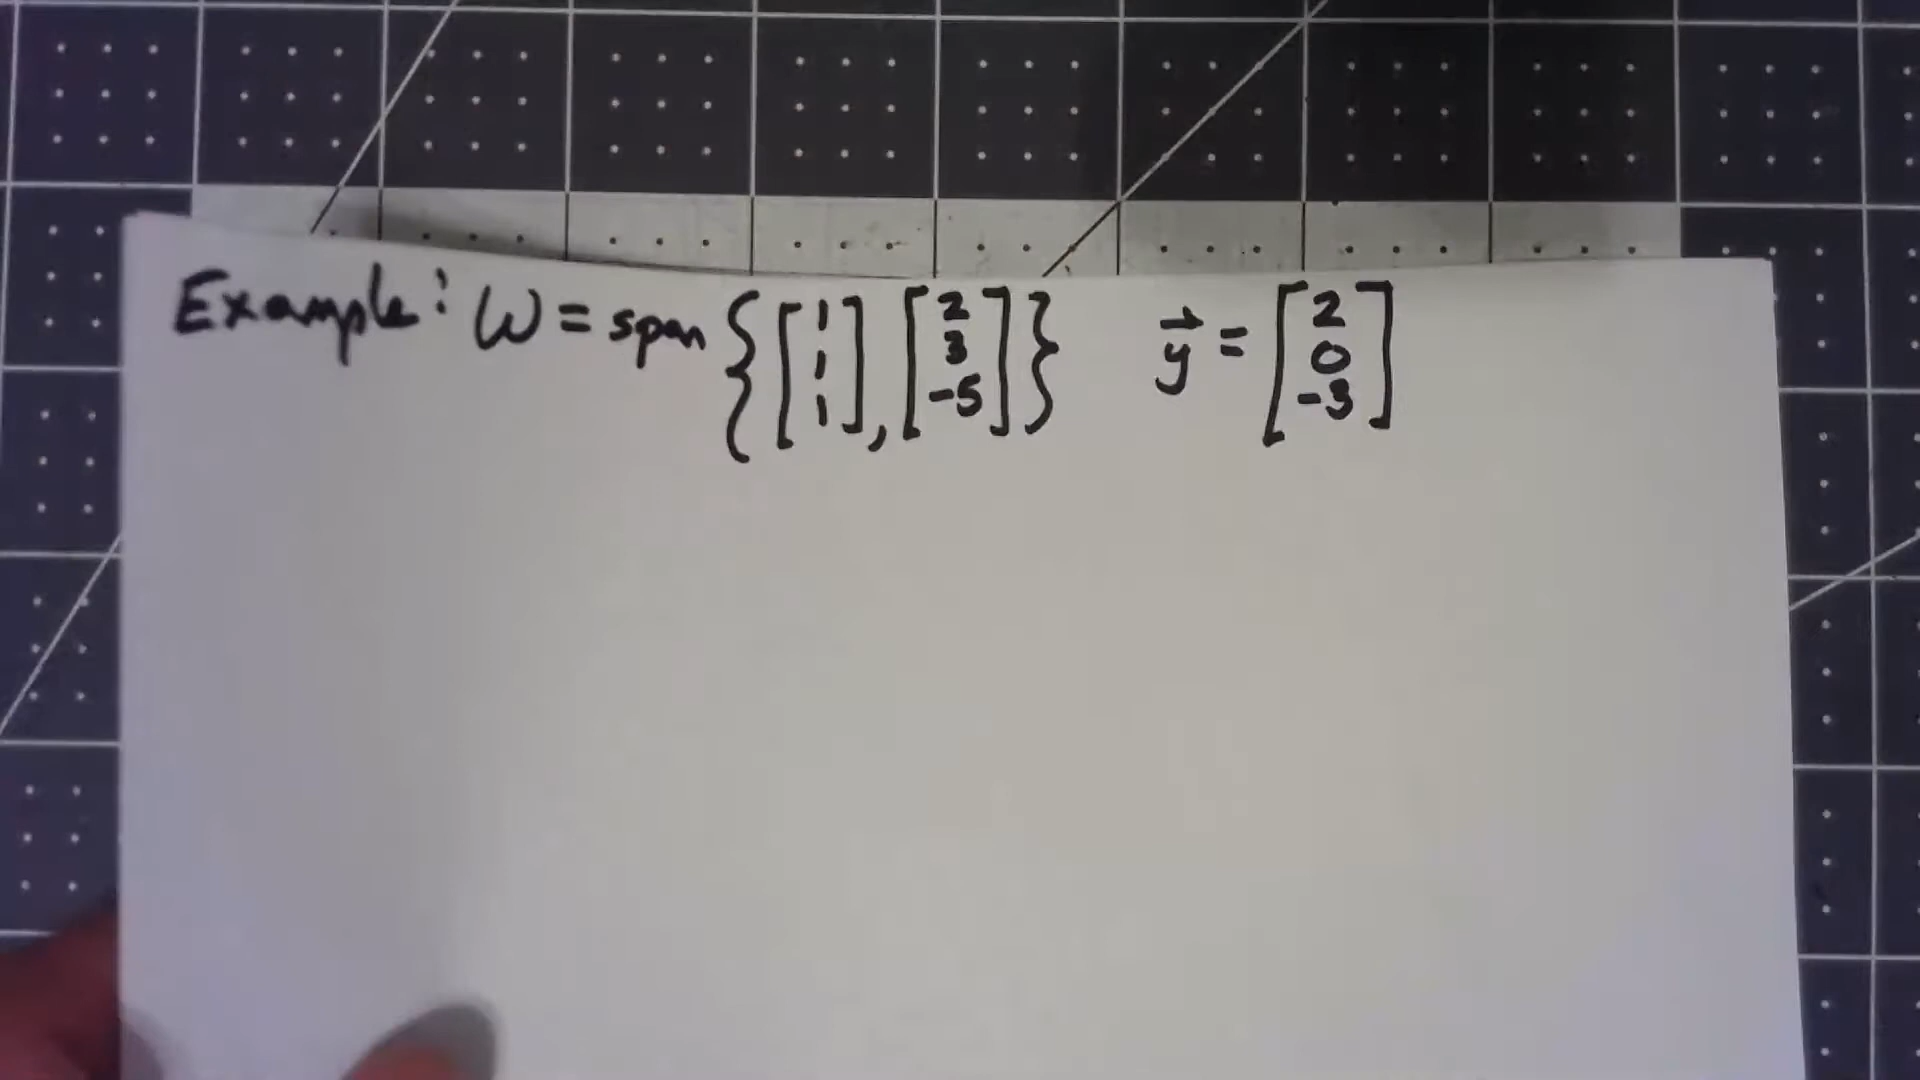 Example: W = span { [1 1 1], [2 3 -5] } y⃗ = [2 0 -3]